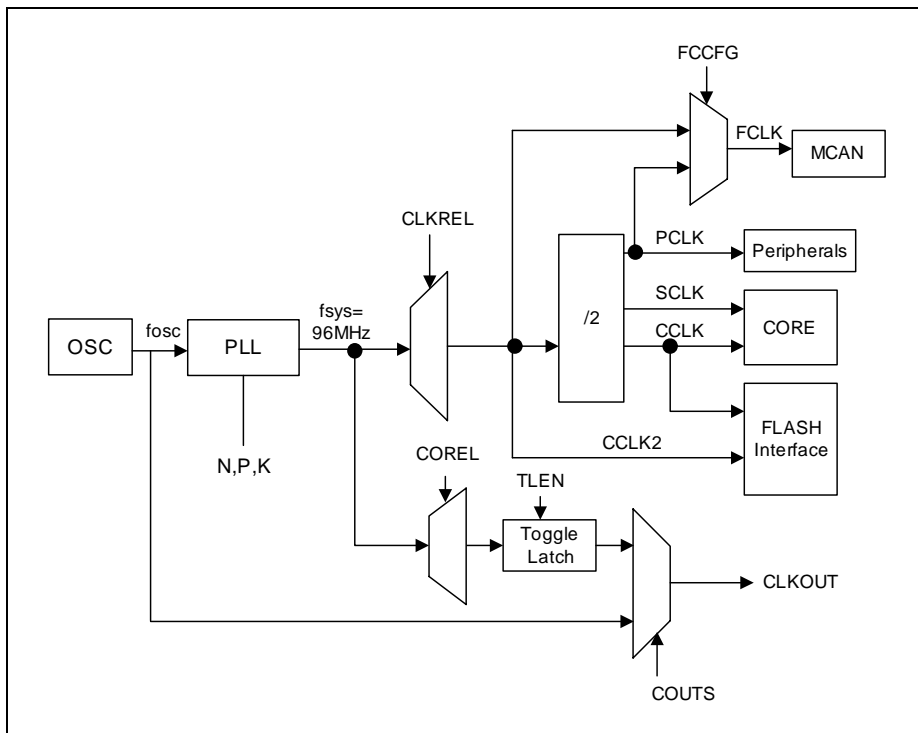 FCCFG
FCLK
MCAN
CLKREL
PCLK
Peripherals
SCLK
/2
CCLK
CORE
fsys=
96MHz
fosc
OSC
PLL
FLASH
Interface
CCLK2
N,P,K
COREL
TLEN
Toggle
Latch
CLKOUT
COUTS